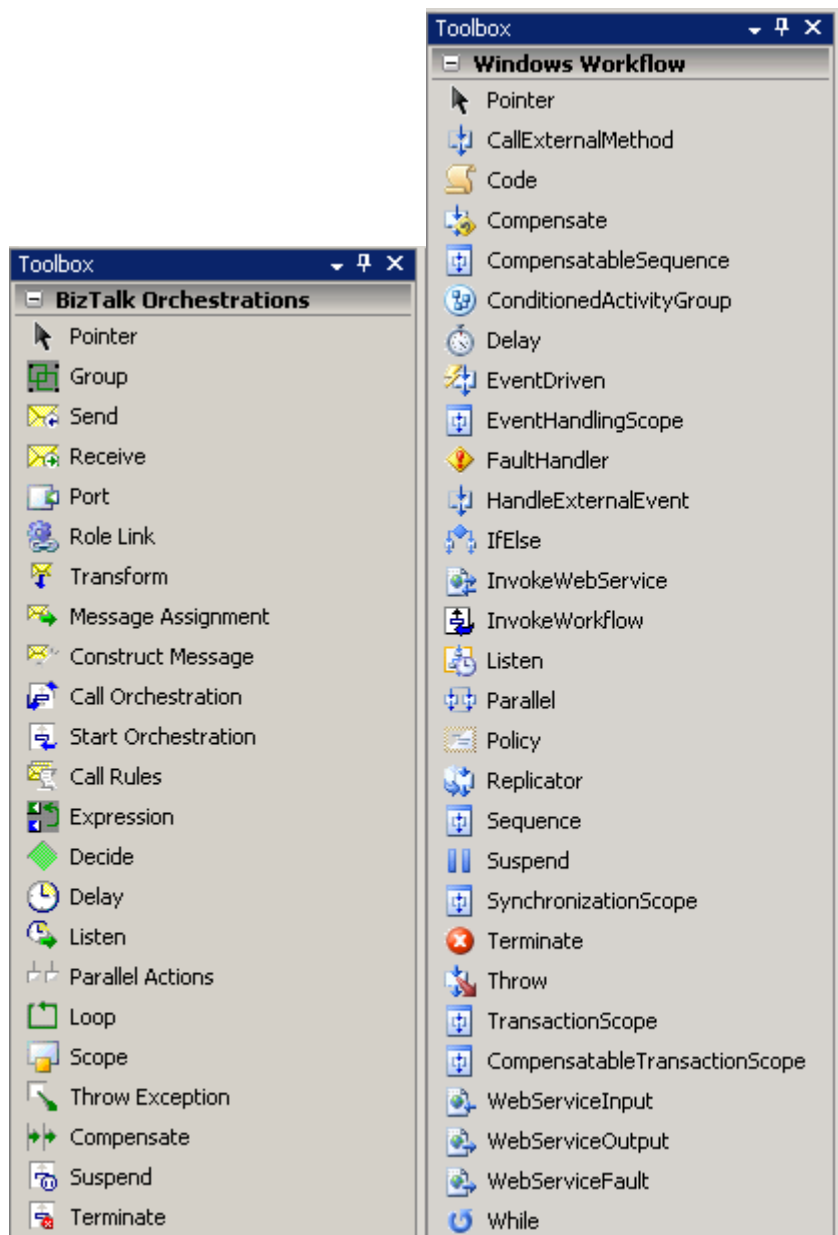 Toolbox
BizTalk Orchestrations
Pointer
Group
Send
Receive
Port
Role Link
Transform
Message Assignment
Construct Message
Call Orchestration
Start Orchestration
Call Rules
Expression
Decide
Delay
Listen
Parallel Actions
Loop
Scope
Throw Exception
Compensate
Suspend
Terminate
Toolbox
Windows Workflow
Pointer
CallExternalMethod
Code
Compensate
CompensatableSequence
ConditionedActivityGroup
Delay
EventDriven
EventHandlingScope
FaultHandler
HandleExternalEvent
IfElse
InvokeWebService
InvokeWorkflow
Listen
Parallel
Policy
Replicator
Sequence
Suspend
SynchronizationScope
Terminate
Throw
TransactionScope
CompensatableTransactionScope
WebServiceInput
WebServiceOutput
WebServiceFault
While